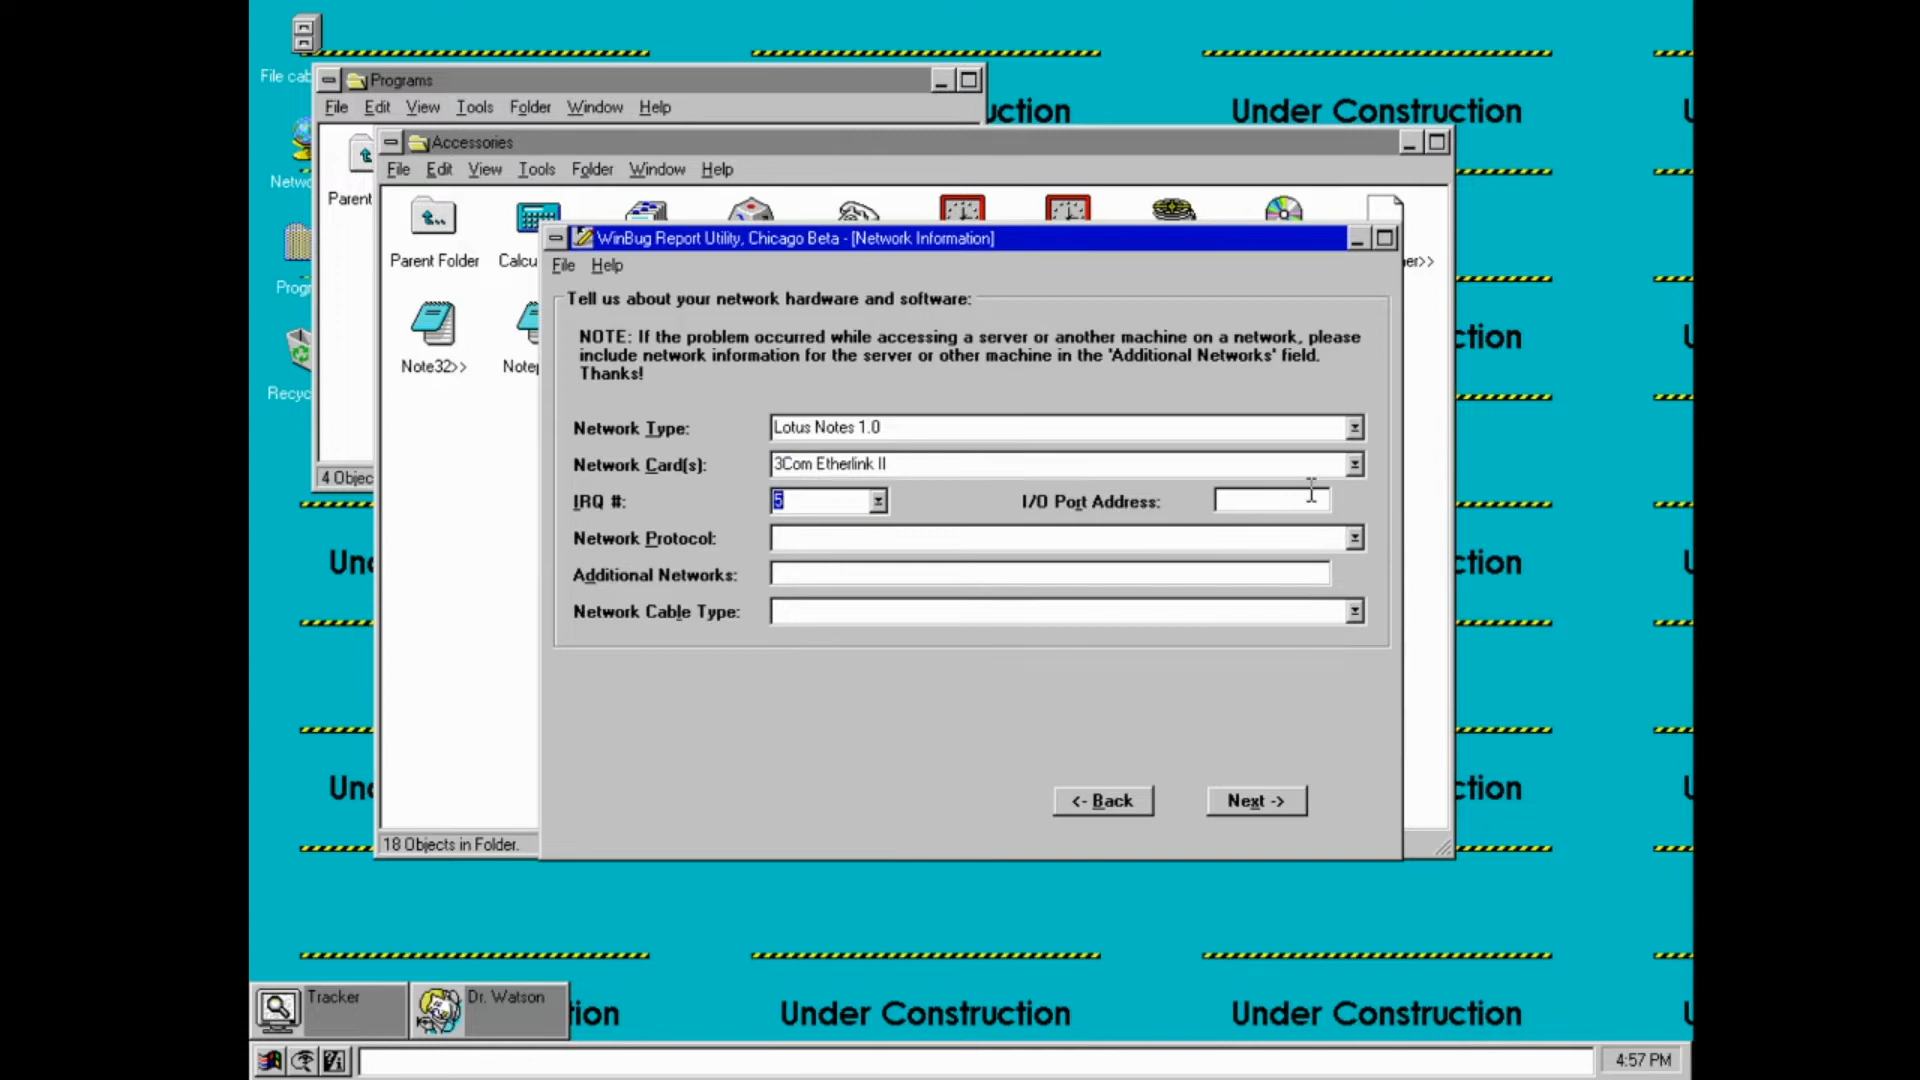 File cab
Programs
File Edit View Tools Folder Window Help
uction
Under Construction
U
Accessories
File Edit View Tools Folder Window Help
Netwo
Parent
Parent Folder
Calcu
er>>
WinBug Report Utility, Chicago Beta - [Network Information]
File Help
Progr
Tell us about your network hardware and software:
NOTE: If the problem occurred while accessing a server or another machine on a network, please
include network information for the server or other machine in the 'Additional Networks' field.
Thanks!
ction
U
Note32>>
Notep
Recyc
Network Type: Lotus Notes 1.0
Network Card(s): 3Com Etherlink II
4 Objec
IRQ #: 5 I/O Port Address:
Network Protocol:
Und
ction
U
Additional Networks:
Network Cable Type:
Und
ction
U
<- Back Next ->
18 Objects in Folder.
Tracker
Dr. Watson
tion
Under Construction
Under Construction
U
4:57 PM